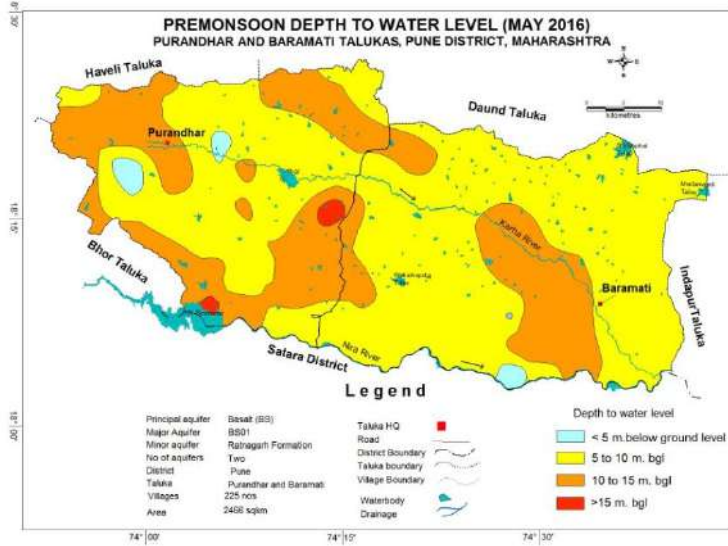 PREMONSOON DEPTH TO WATER LEVEL (MAY 2016)
PURANDHAR AND BARAMATI TALUKAS, PUNE DISTRICT, MAHARASHTRA
Haveli Taluka
Daund Taluka
kilometres
Purandhar
Karha River
Baramati
Bhor Taluka
Indapur Taluka
Satara District
Nira River
Legend
Principal aquifer Basalt (BS)
Major Aquifer BS01
Minor aquifer Ratnagarh Formation
No of aquifers Two
District Pune
Taluka Purandhar and Baramati
Villages 225 nos
Area 2466 sqkm
Taluka HQ
Road
District Boundary
Taluka boundary
Village Boundary
Waterbody
Drainage
Depth to water level
< 5 m. below ground level
5 to 10 m. bgl
10 to 15 m. bgl
>15 m. bgl
74° 00'
74° 15'
74° 30'